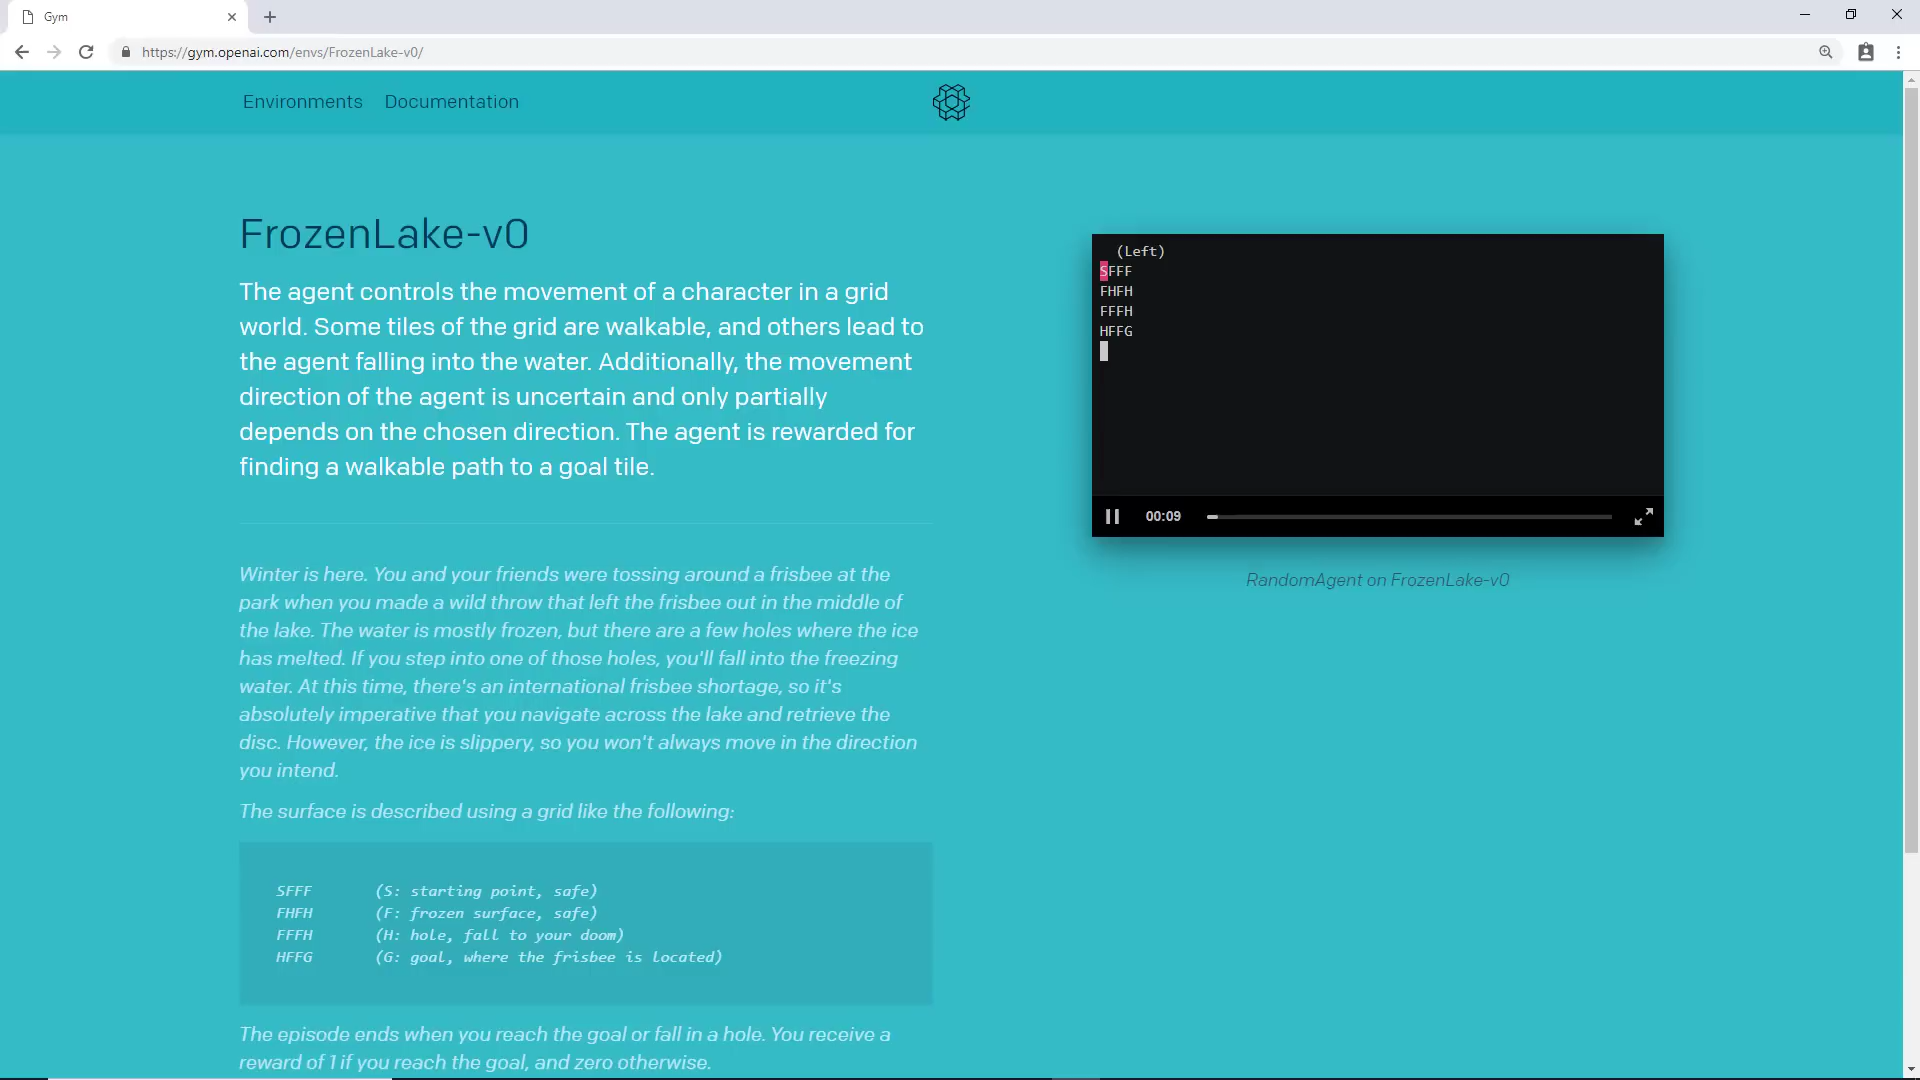 Gym
https://gym.openai.com/envs/FrozenLake-v0/
Environments Documentation
FrozenLake-v0
The agent controls the movement of a character in a grid
world. Some tiles of the grid are walkable, and others lead to
the agent falling into the water. Additionally, the movement
direction of the agent is uncertain and only partially
depends on the chosen direction. The agent is rewarded for
finding a walkable path to a goal tile.
Winter is here. You and your friends were tossing around a frisbee at the
park when you made a wild throw that left the frisbee out in the middle of
the lake. The water is mostly frozen, but there are a few holes where the ice
has melted. If you step into one of those holes, you'll fall into the freezing
water. At this time, there's an international frisbee shortage, so it's
absolutely imperative that you navigate across the lake and retrieve the
disc. However, the ice is slippery, so you won't always move in the direction
you intend.
The surface is described using a grid like the following:
SFFF (S: starting point, safe)
FHFH (F: frozen surface, safe)
FFFH (H: hole, fall to your doom)
HFFG (G: goal, where the frisbee is located)
The episode ends when you reach the goal or fall in a hole. You receive a
reward of 1 if you reach the goal, and zero otherwise.
(Left)
SFFF
FHFH
FFFH
HFFG
00:09
RandomAgent on FrozenLake-v0